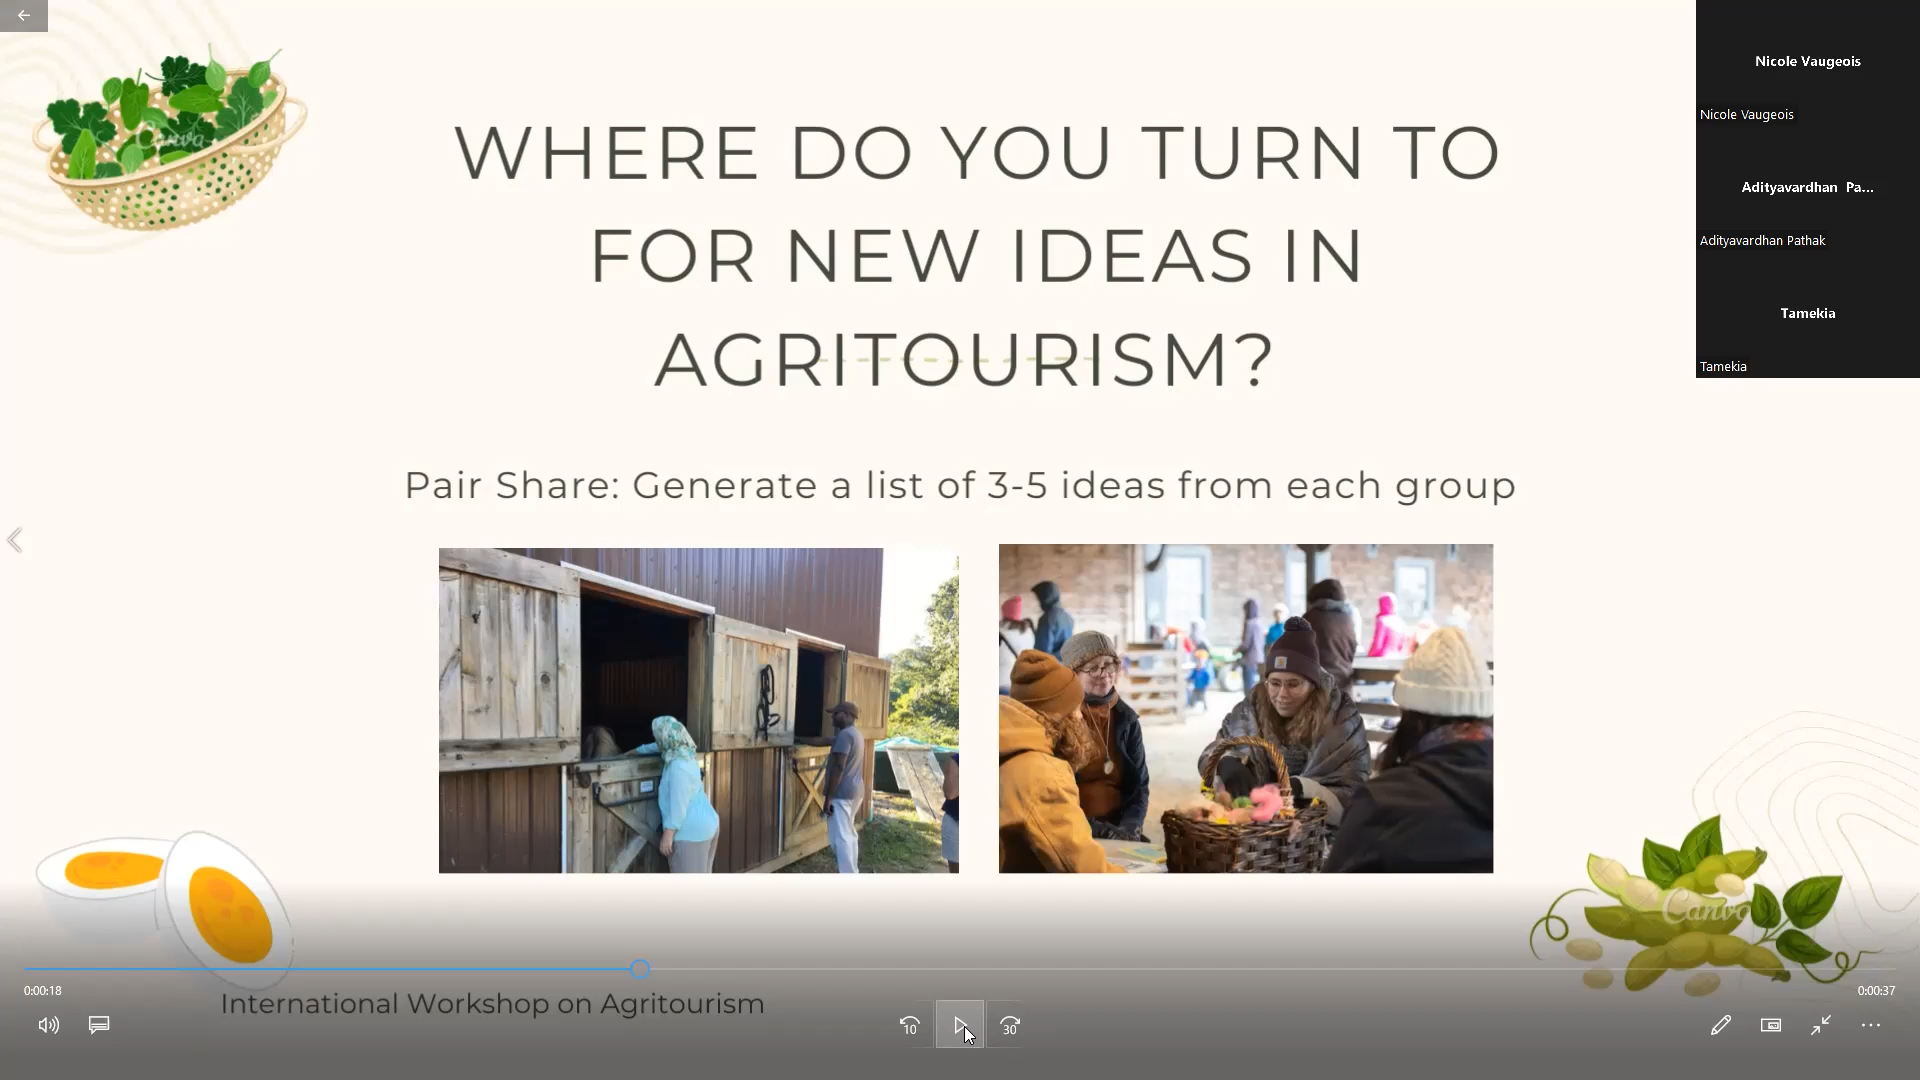 WHERE DO YOU TURN TO
FOR NEW IDEAS IN
AGRITOURISM?
Pair Share: Generate a list of 3-5 ideas from each group
Nicole Vaugeois
Nicole Vaugeois
Adityavardhan Pa...
Adityavardhan Pathak
Tamekia
Tamekia
Canva
Canva
0:00:18
0:00:37
International Workshop on Agritourism
10
30